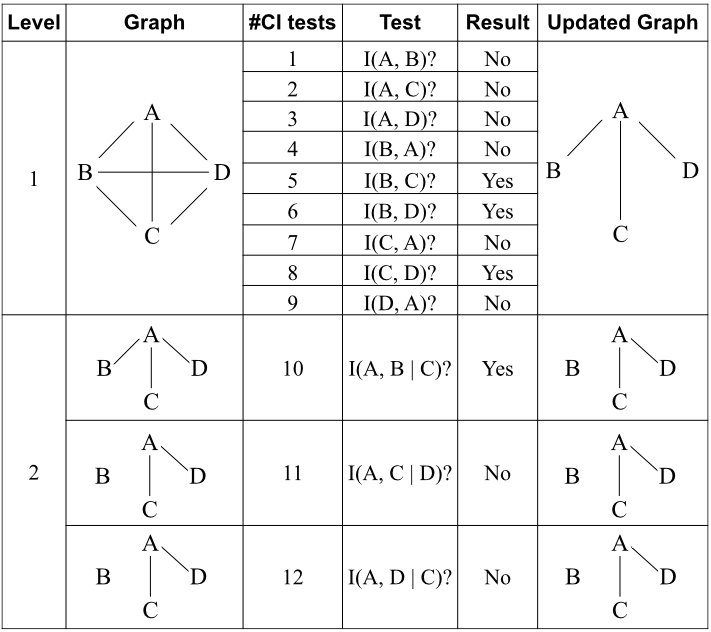 Level Graph #CI tests Test Result Updated Graph
1
A
B D
C
1 I(A, B)? No
2 I(A, C)? No
3 I(A, D)? No
4 I(B, A)? No
5 I(B, C)? Yes
6 I(B, D)? Yes
7 I(C, A)? No
8 I(C, D)? Yes
9 I(D, A)? No
A
B D
C
2
A
B D
C
10 I(A, B | C)? Yes
A
B D
C
A
B D
C
11 I(A, C | D)? No
A
B D
C
A
B D
C
12 I(A, D | C)? No
A
B D
C